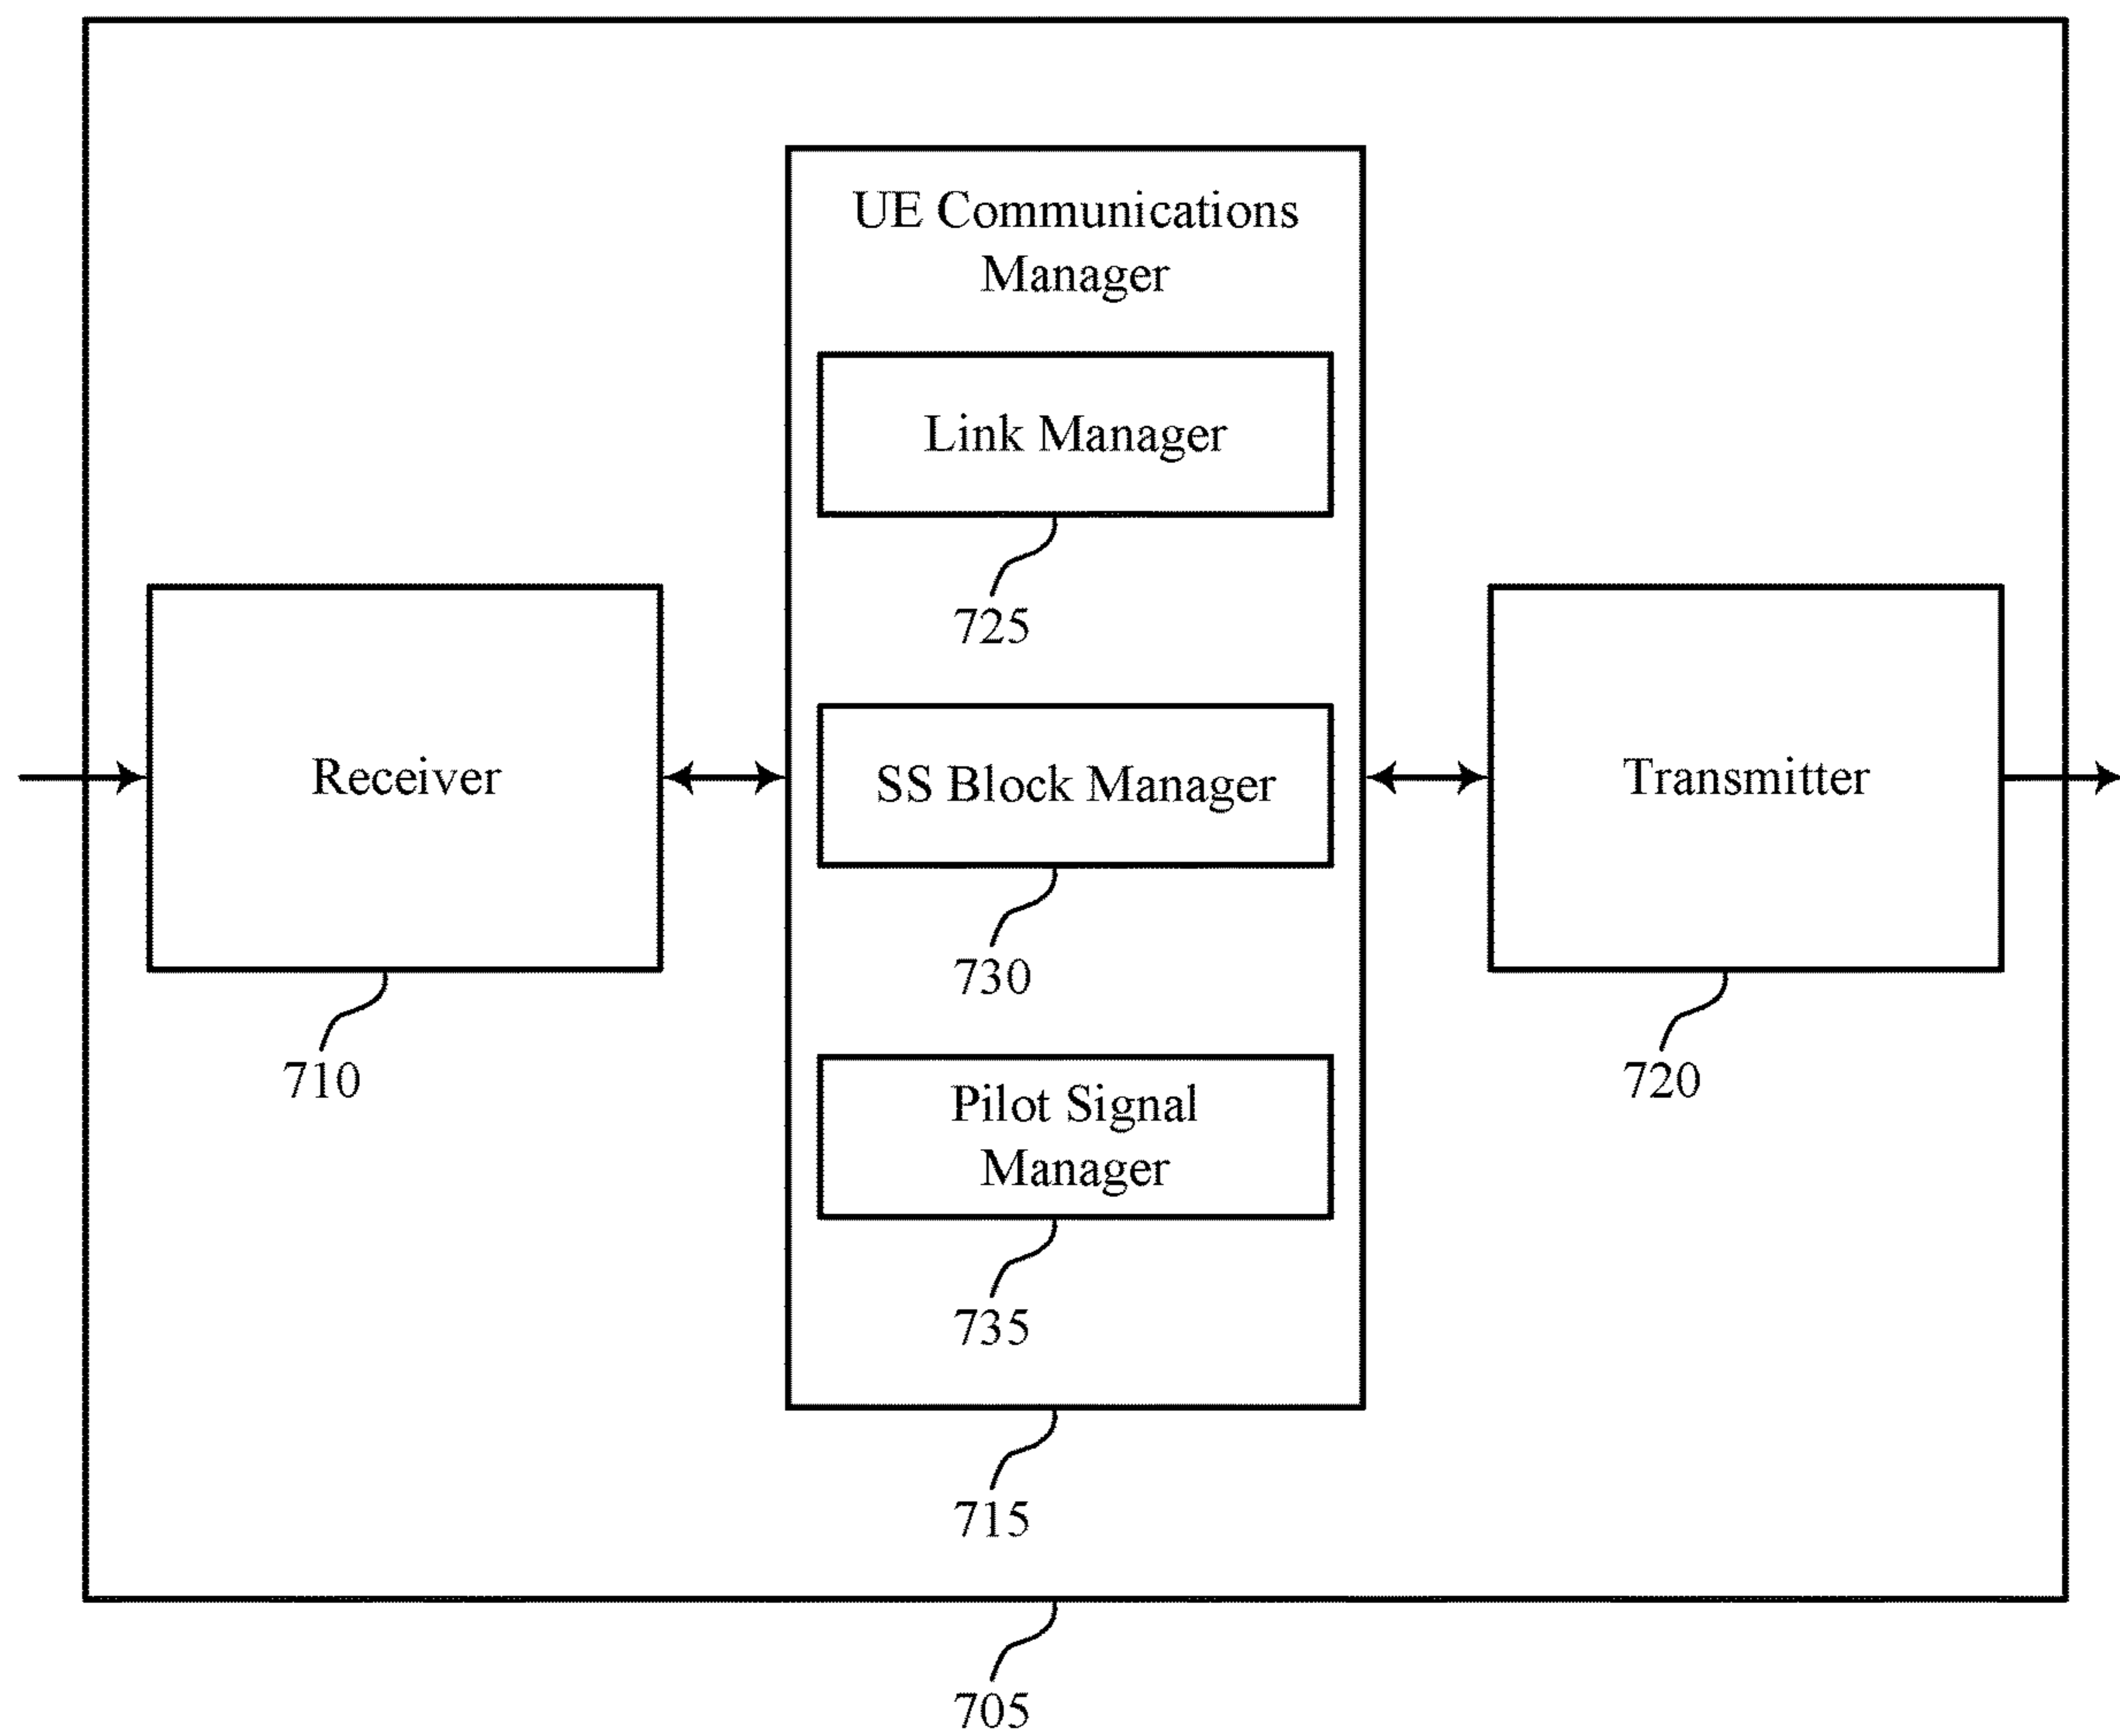 UE Communications
Manager
Link Manager
725
Receiver
710
SS Block Manager
730
Transmitter
720
Pilot Signal
Manager
735
715
705